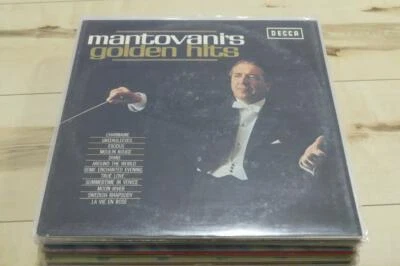 mantovani's
golden hits
DECCA
CHARMAINE
GREENSLEEVES
EXODUS
MOULIN ROUGE
DIANE
AROUND THE WORLD
SOME ENCHANTED EVENING
TRUE LOVE
SUMMERTIME IN VENICE
MOON RIVER
SWEDISH RHAPSODY
LA VIE EN ROSE